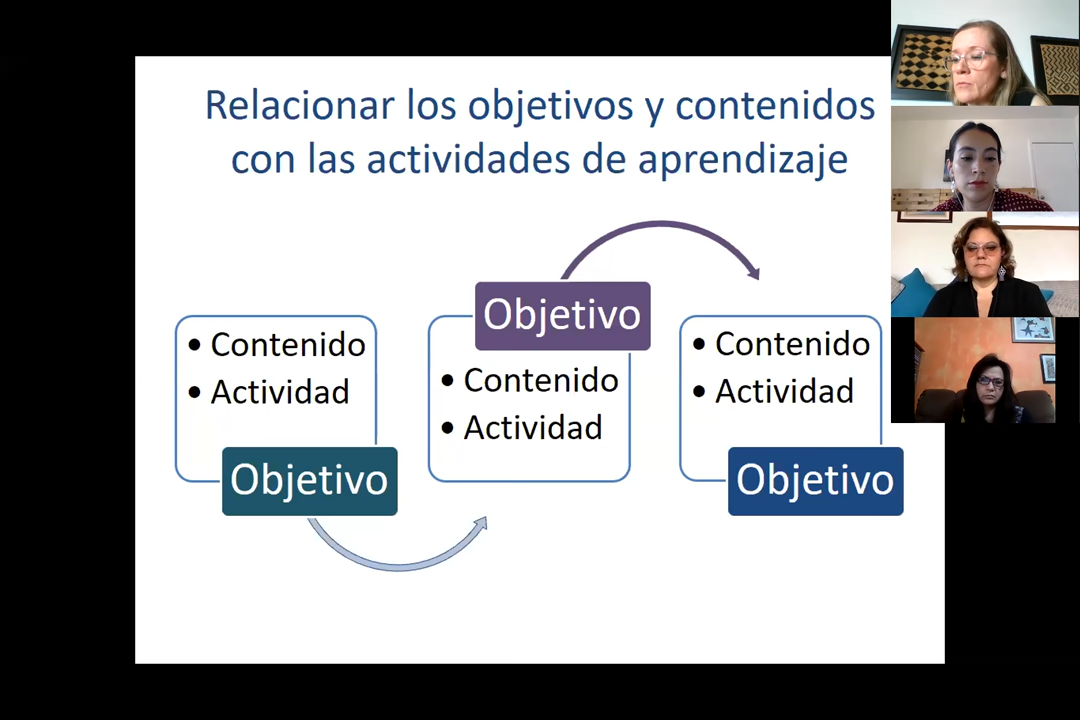 Relacionar los objetivos y contenidos
con las actividades de aprendizaje
• Contenido
• Actividad
Objetivo
Objetivo
• Contenido
• Actividad
• Contenido
• Actividad
Objetivo